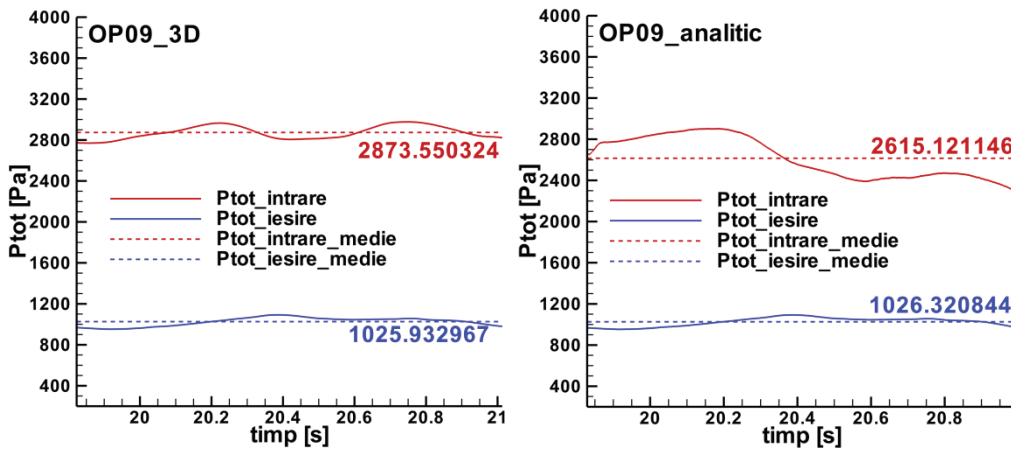 OP09_3D
Ptot [Pa]
4000
3600
3200
2800
2400
2000
1600
1200
800
400
2873.550324
Ptot_intrare
Ptot_iesire
Ptot_intrare_medie
Ptot_iesire_medie
1025.932967
20
20.2
20.4
20.6
20.8
21
timp [s]
OP09_analitic
Ptot [Pa]
4000
3600
3200
2800
2400
2000
1600
1200
800
400
2615.121146
Ptot_intrare
Ptot_iesire
Ptot_intrare_medie
Ptot_iesire_medie
1026.320844
20
20.2
20.4
20.6
20.8
timp [s]